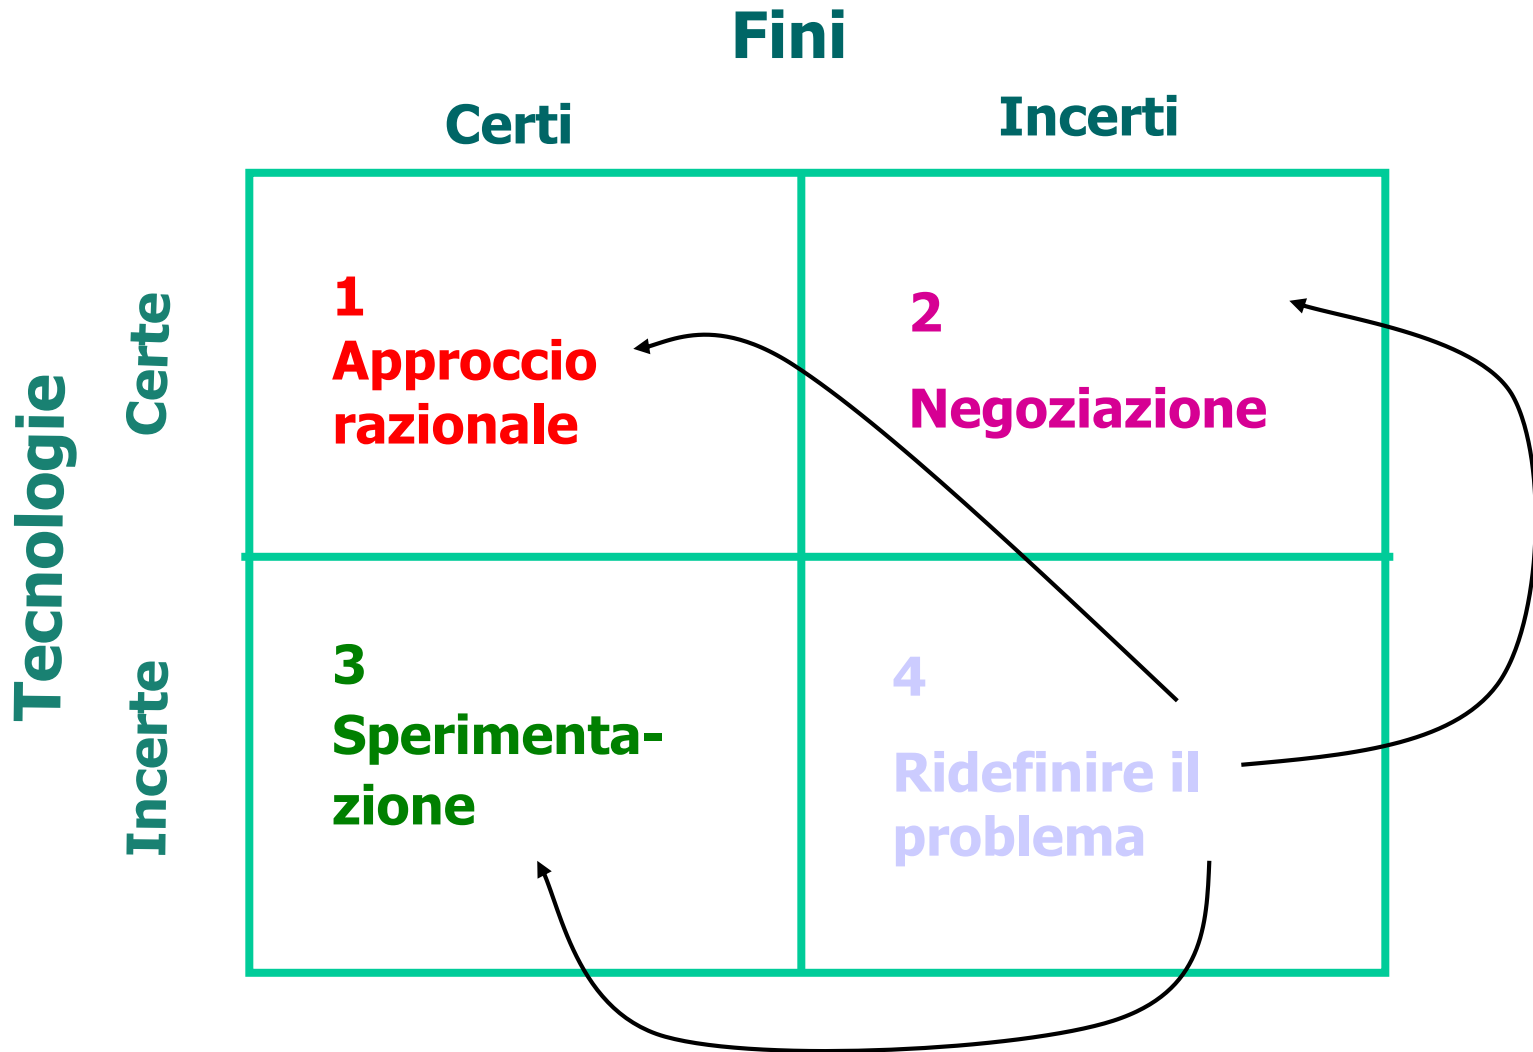 Fini
Certi
Incerti
Tecnologie
Certe
Incerte
1
Approccio
razionale
2
Negoziazione
3
Sperimenta-
zione
4
Ridefinire il
problema